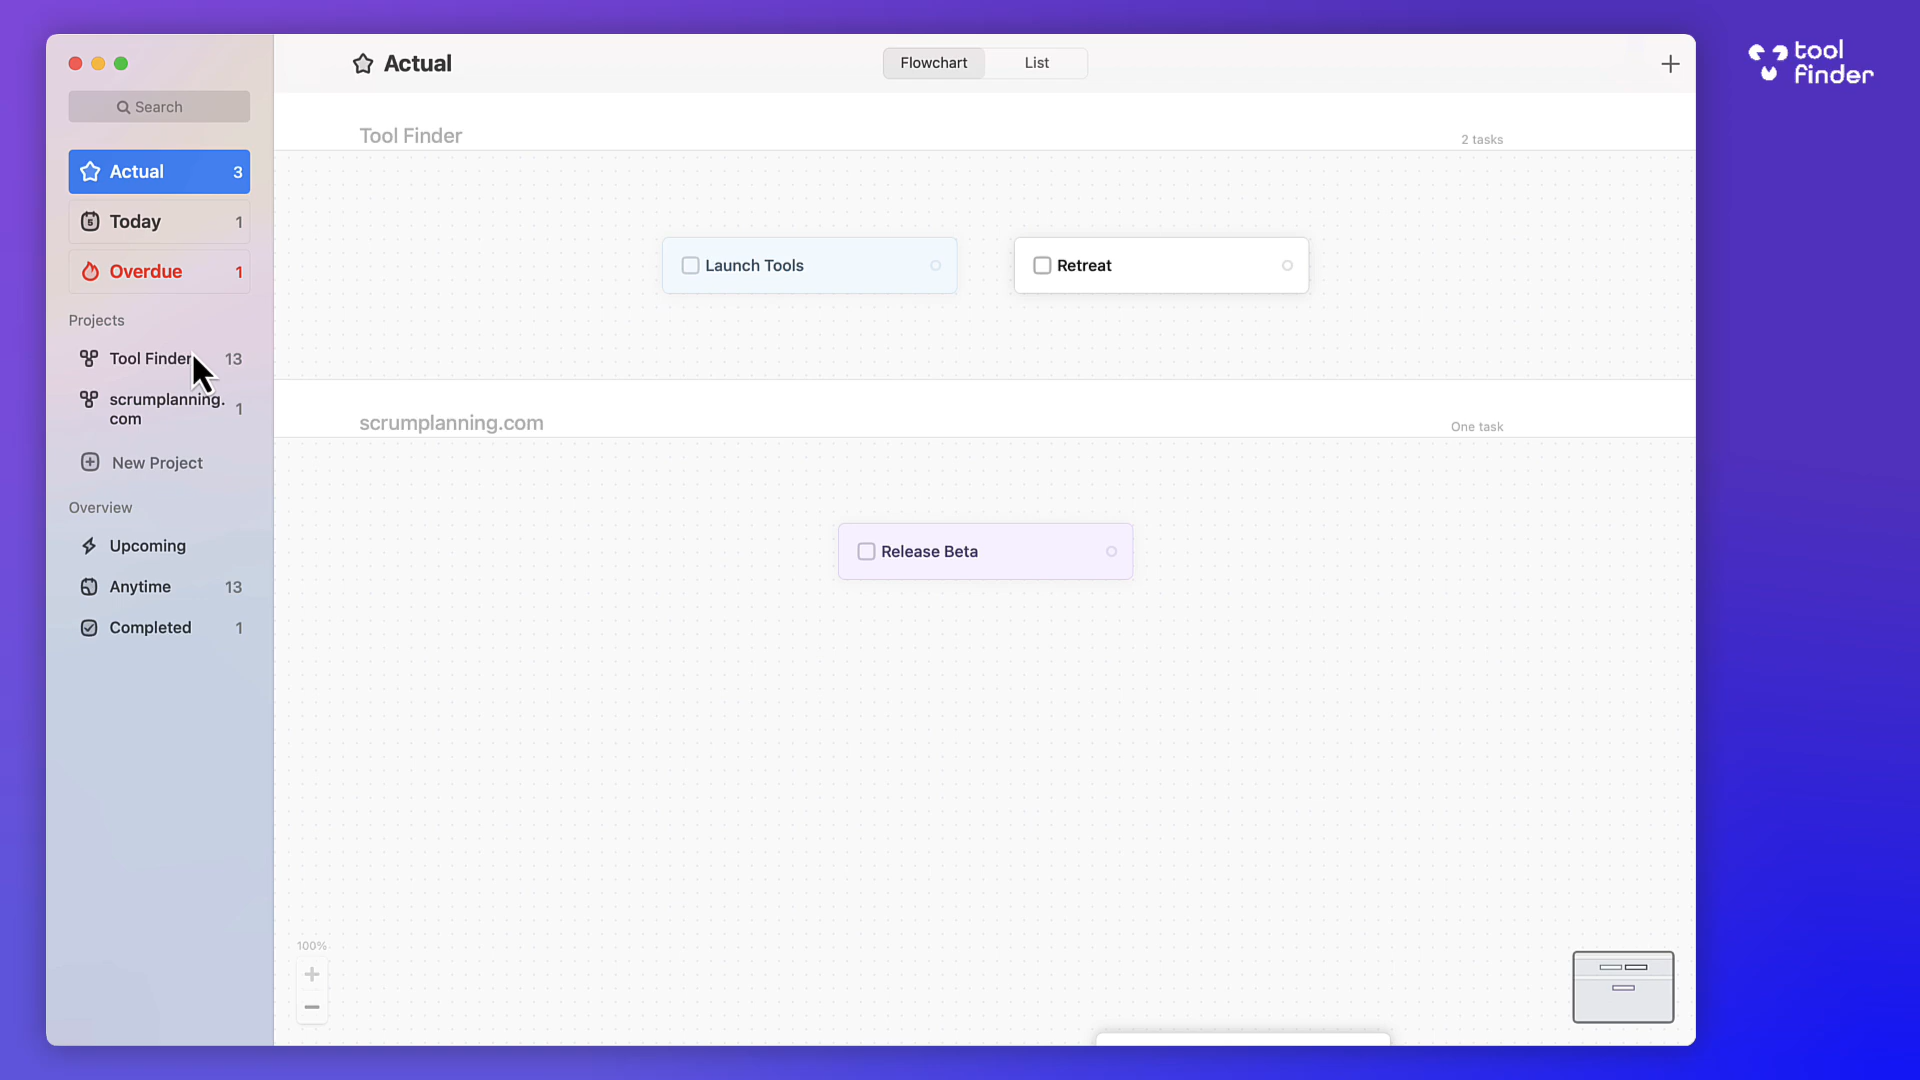 tool
finder
Actual
Flowchart
List
Search
Actual 3
5 Today 1
Overdue 1
Projects
Tool Finder 13
scrumplanning.
com 1
New Project
Overview
Upcoming
Anytime 13
Completed 1
Tool Finder
2 tasks
Launch Tools
Retreat
scrumplanning.com
One task
Release Beta
100%